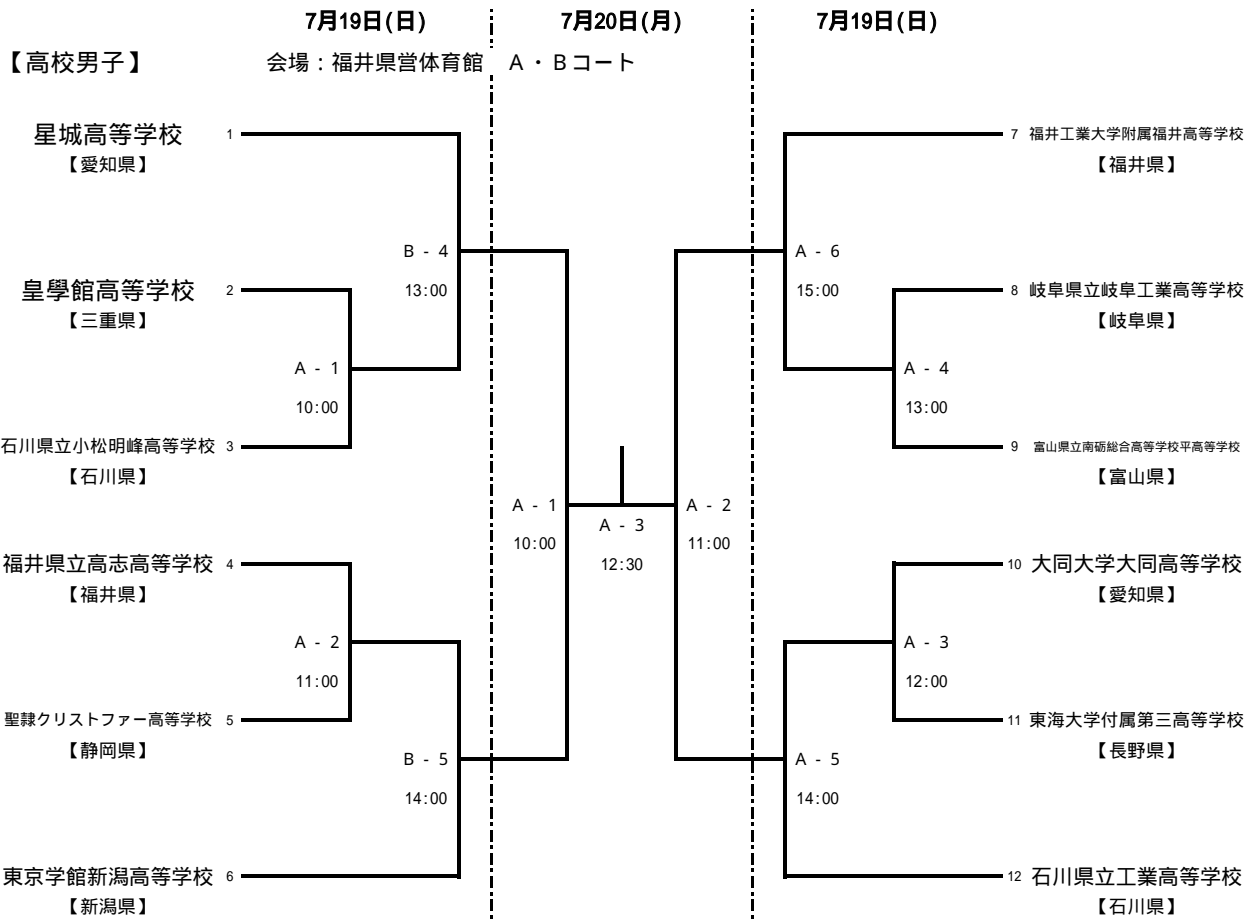 7月19日(日)
7月20日(月)
7月19日(日)
【高校男子】
会場：福井県営体育館 A・Bコート
星城高等学校 1
【愛知県】
B - 4
13:00
皇學館高等学校 2
【三重県】
A - 1
10:00
石川県立小松明峰高等学校 3
【石川県】
福井県立高志高等学校 4
【福井県】
A - 2
11:00
聖隷クリストファー高等学校 5
【静岡県】
B - 5
14:00
東京学館新潟高等学校 6
【新潟県】
A - 1
10:00
A - 3
12:30
A - 2
11:00
7 福井工業大学附属福井高等学校
【福井県】
A - 6
15:00
8 岐阜県立岐阜工業高等学校
【岐阜県】
A - 4
13:00
9 富山県立南砺総合高等学校平高等学校
【富山県】
10 大同大学大同高等学校
【愛知県】
A - 3
12:00
11 東海大学付属第三高等学校
【長野県】
A - 5
14:00
12 石川県立工業高等学校
【石川県】